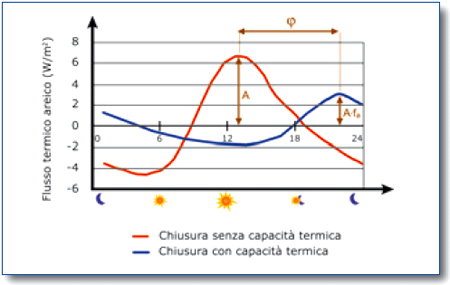 φ
8
6
4
2
0
-2
-4
-6
Flusso termico areico (W/m²)
A
A·fa
0
6
12
18
24
Chiusura senza capacità termica
Chiusura con capacità termica